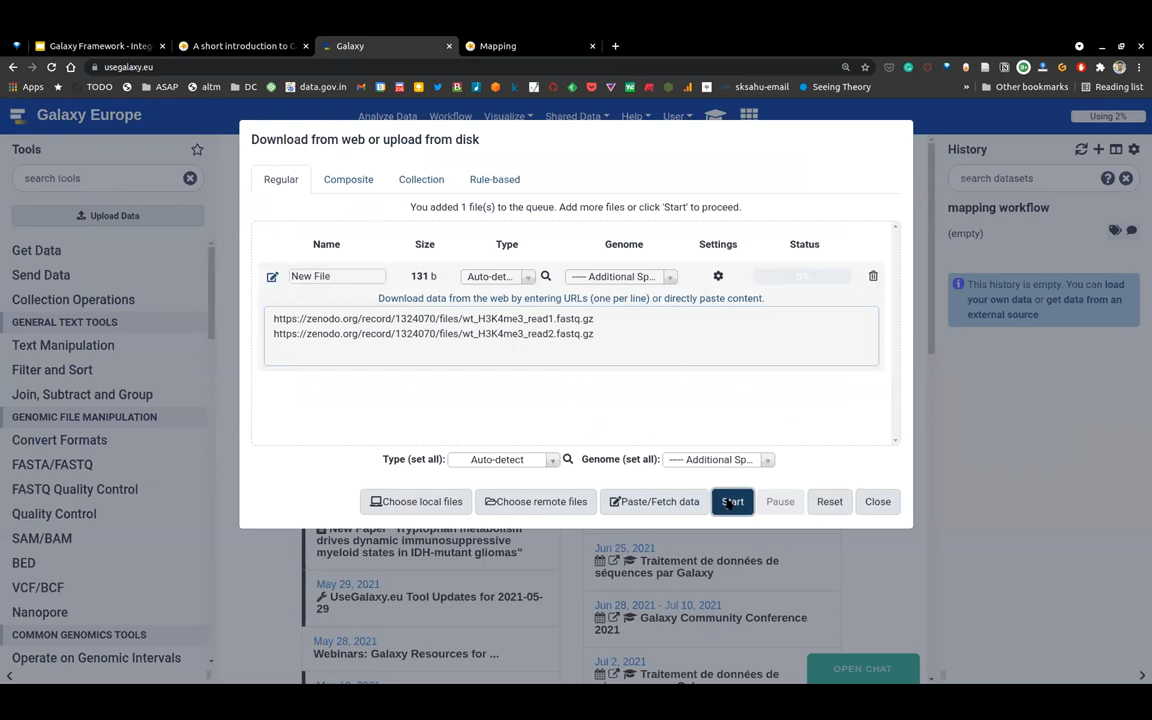 Galaxy Framework - Integ
A short introduction to G
Galaxy
Mapping
usegalaxy.eu
Apps
TODO
ASAP
altm
DC
data.gov.in
sksahu-email
Seeing Theory
Other bookmarks
Reading list
Galaxy Europe
Analyze Data
Workflow
Visualize
Shared Data
Help
User
Using 2%
Tools
search tools
Upload Data
Get Data
Send Data
Collection Operations
GENERAL TEXT TOOLS
Text Manipulation
Filter and Sort
Join, Subtract and Group
GENOMIC FILE MANIPULATION
Convert Formats
FASTA/FASTQ
FASTQ Quality Control
Quality Control
SAM/BAM
BED
VCF/BCF
Nanopore
COMMON GENOMICS TOOLS
Operate on Genomic Intervals
Download from web or upload from disk
Regular
Composite
Collection
Rule-based
You added 1 file(s) to the queue. Add more files or click 'Start' to proceed.
Name Size Type Genome Settings Status
New File 131 b Auto-det... ----- Additional Sp... 0%
Download data from the web by entering URLs (one per line) or directly paste content.
https://zenodo.org/record/1324070/files/wt_H3K4me3_read1.fastq.gz
https://zenodo.org/record/1324070/files/wt_H3K4me3_read2.fastq.gz
Type (set all): Auto-detect Genome (set all): ----- Additional Sp...
Choose local files
Choose remote files
Paste/Fetch data
Start
Pause
Reset
Close
New Paper "Tryptophan metabolism
drives dynamic immunosuppressive
myeloid states in IDH-mutant gliomas"
May 29, 2021
UseGalaxy.eu Tool Updates for 2021-05-
29
May 28, 2021
Webinars: Galaxy Resources for ...
Jun 25, 2021
Traitement de données de
séquences par Galaxy
Jun 28, 2021 - Jul 10, 2021
Galaxy Community Conference
2021
Jul 2, 2021
Traitement de données de
OPEN CHAT
History
search datasets
mapping workflow
(empty)
This history is empty. You can load
your own data or get data from an
external source